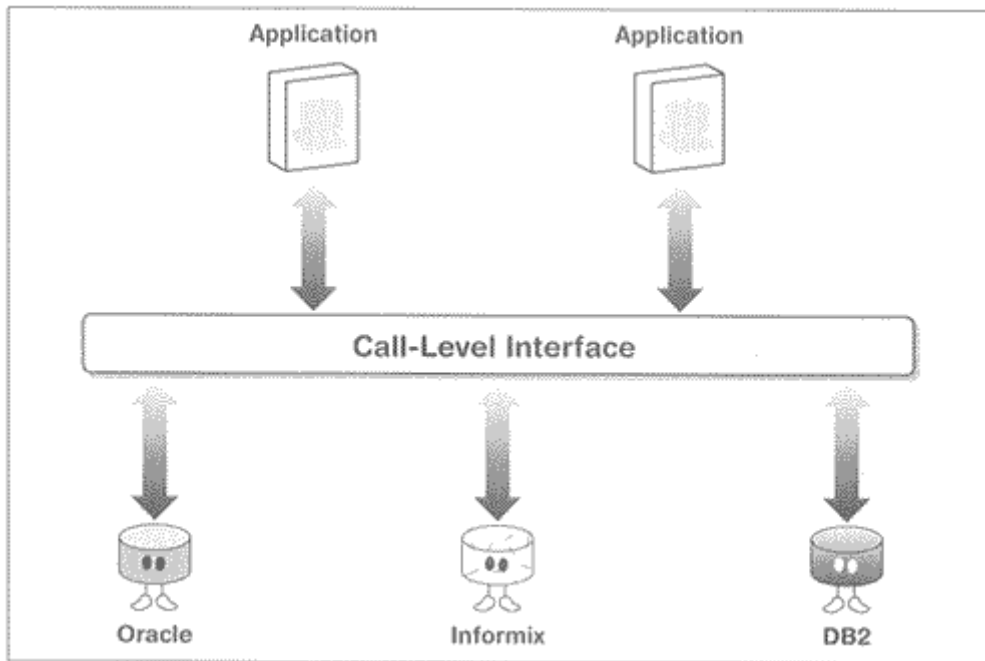 Application
Application
Call-Level Interface
Oracle
Informix
DB2